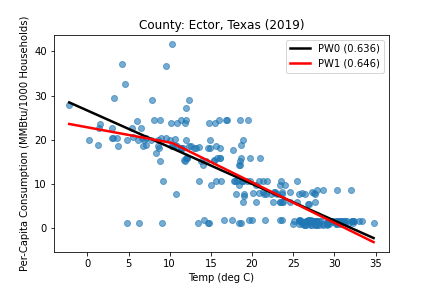 County: Ector, Texas (2019)
PW0 (0.636)
PW1 (0.646)
Per-Capita Consumption (MMBtu/1000 Households)
40
30
20
10
0
0 5 10 15 20 25 30 35
Temp (deg C)